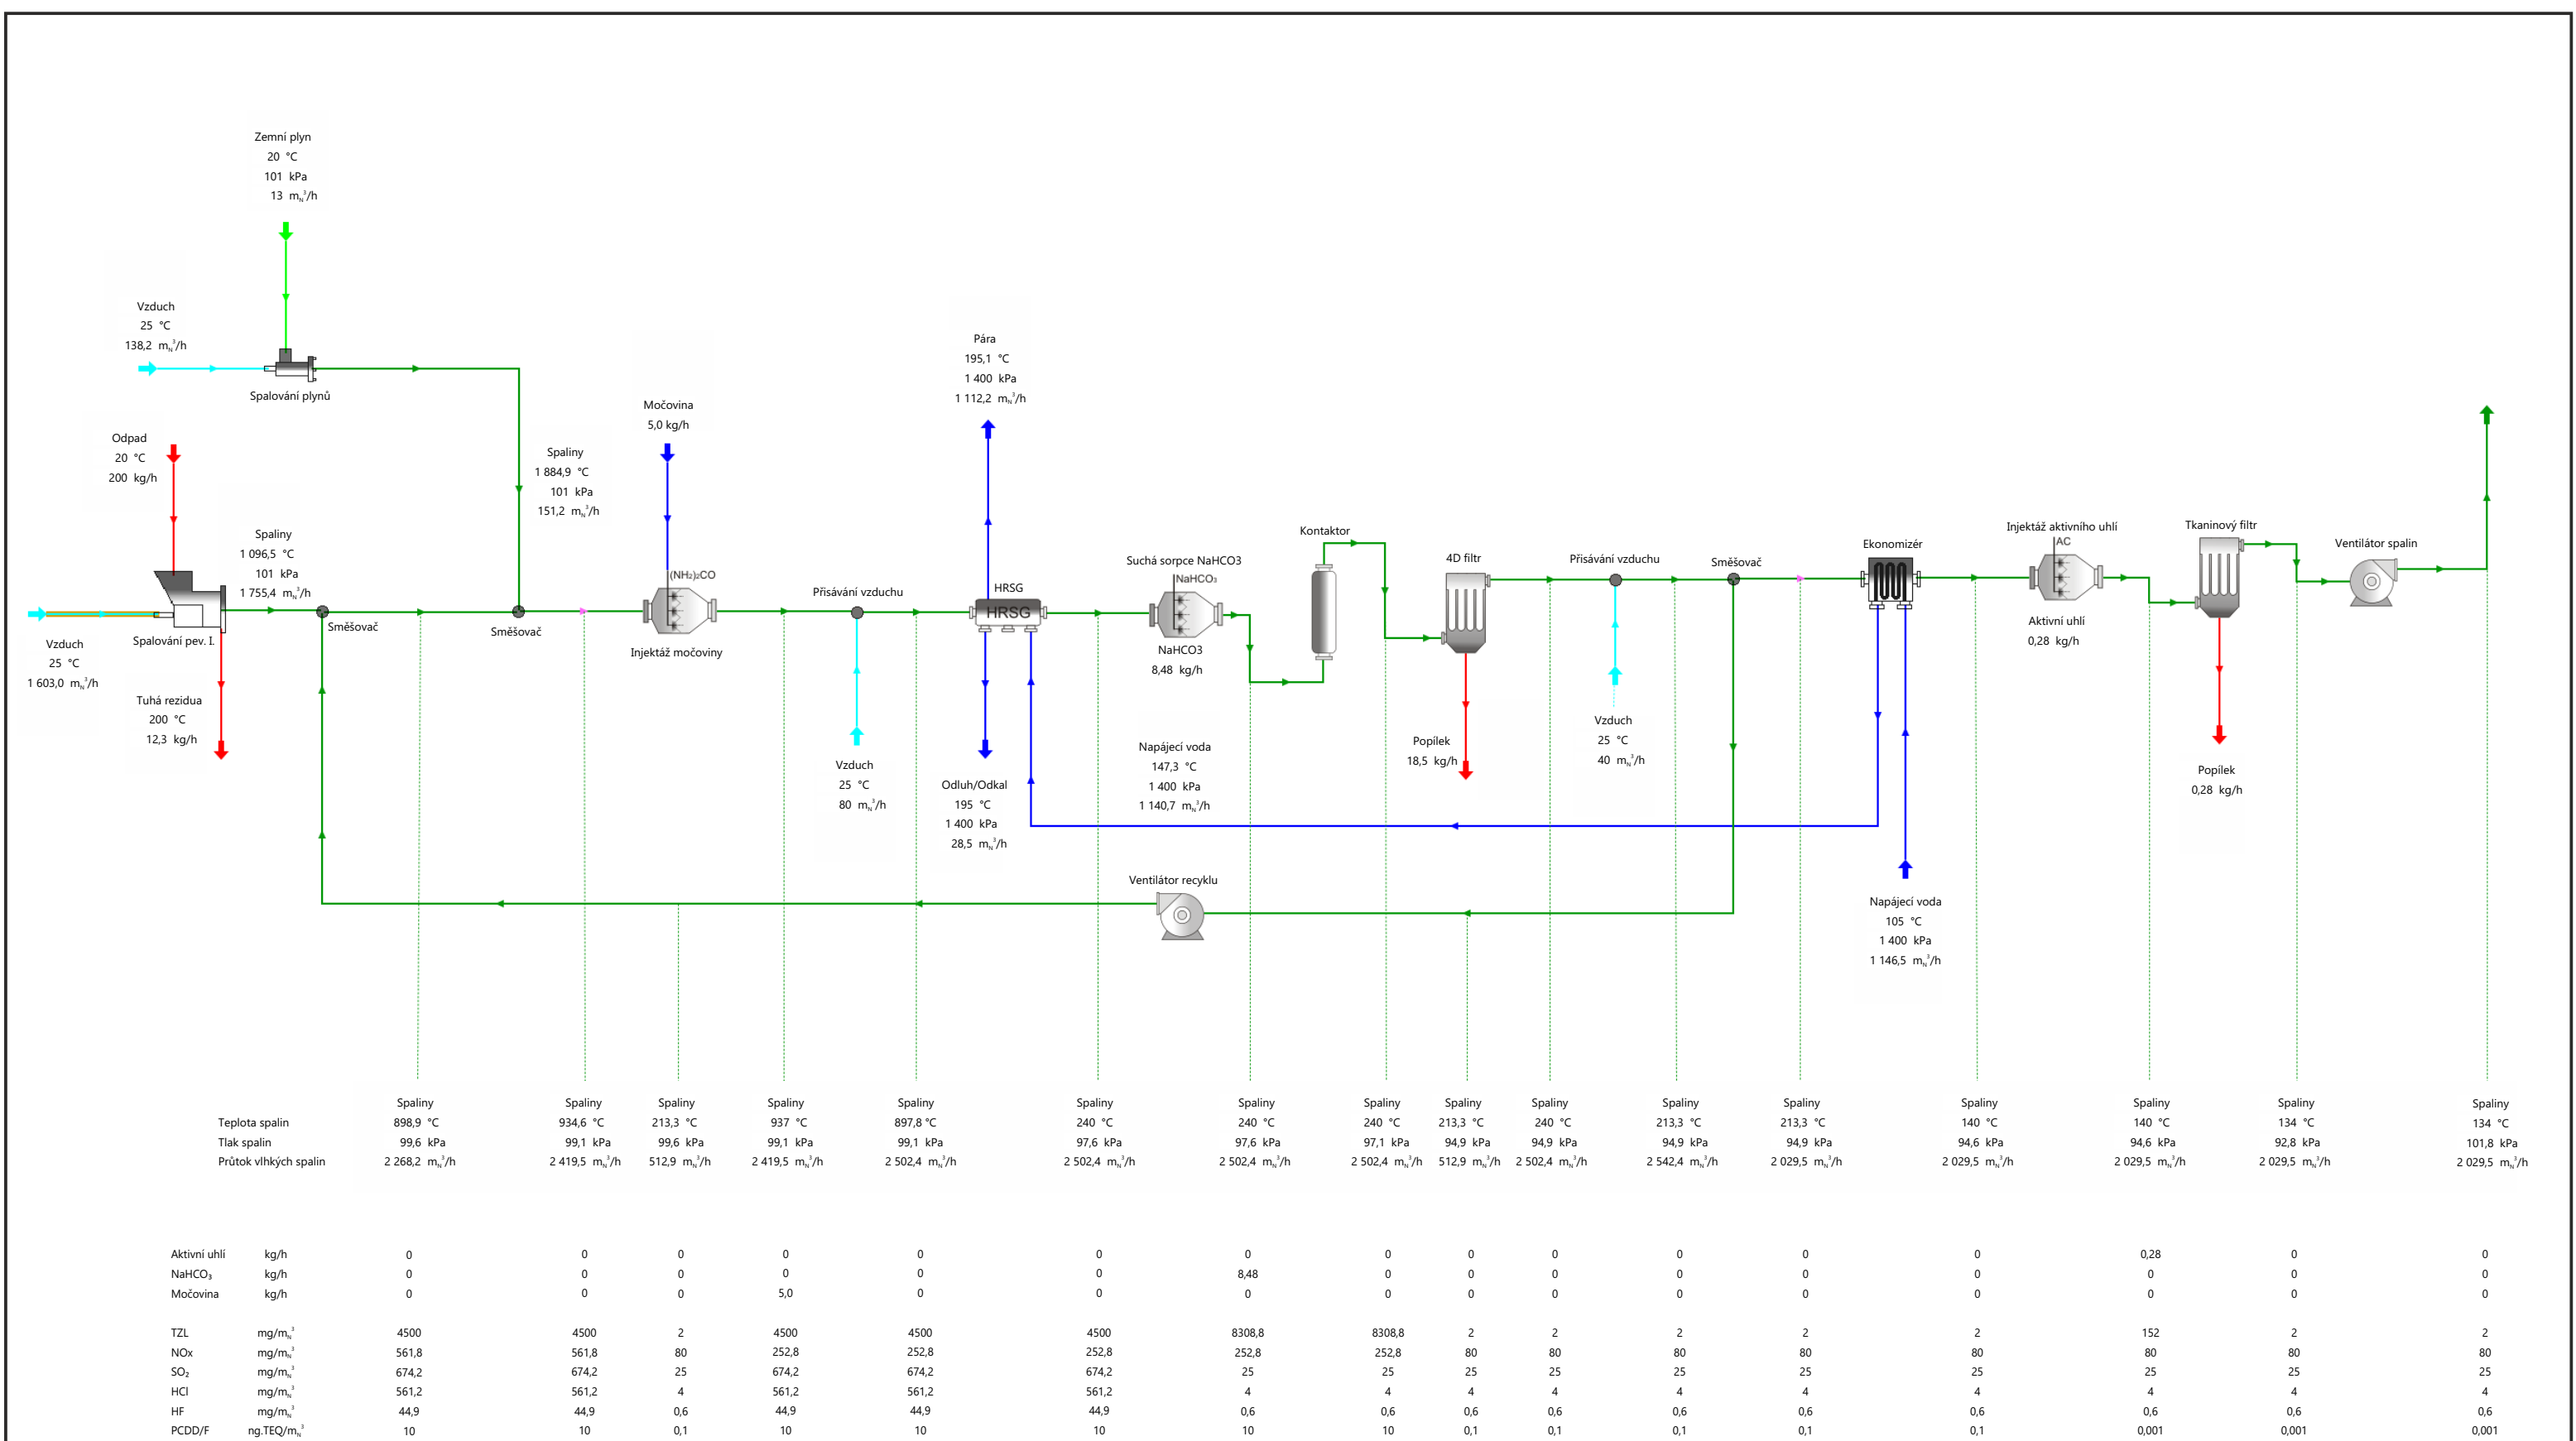 Zemní plyn
20 °C
101 kPa
13 mN³/h
Vzduch
25 °C
138,2 mN³/h
Spalování plynů
Odpad
20 °C
200 kg/h
Spaliny
1 096,5 °C
101 kPa
1 755,4 mN³/h
Vzduch
25 °C
1 603,0 mN³/h
Spalování pev. I.
Tuhá rezidua
200 °C
12,3 kg/h
Směšovač
Směšovač
Spaliny
1 884,9 °C
101 kPa
151,2 mN³/h
Močovina
5,0 kg/h
(NH₂)₂CO
Injektáž močoviny
Přisávání vzduchu
Vzduch
25 °C
80 mN³/h
Pára
195,1 °C
1 400 kPa
1 112,2 mN³/h
HRSG
HRSG
Odluh/Odkal
195 °C
1 400 kPa
28,5 mN³/h
Suchá sorpce NaHCO3
NaHCO₃
NaHCO3
8,48 kg/h
Napájecí voda
147,3 °C
1 400 kPa
1 140,7 mN³/h
Ventilátor recyklu
Kontaktor
4D filtr
Popílek
18,5 kg/h
Přisávání vzduchu
Vzduch
25 °C
40 mN³/h
Směšovač
Ekonomizér
Napájecí voda
105 °C
1 400 kPa
1 146,5 mN³/h
Injektáž aktivního uhlí
AC
Aktivní uhlí
0,28 kg/h
Tkaninový filtr
Popílek
0,28 kg/h
Ventilátor spalin
Spaliny Spaliny Spaliny Spaliny Spaliny Spaliny Spaliny Spaliny Spaliny Spaliny Spaliny Spaliny Spaliny Spaliny Spaliny Spaliny
Teplota spalin 898,9 °C 934,6 °C 213,3 °C 937 °C 897,8 °C 240 °C 240 °C 240 °C 213,3 °C 240 °C 213,3 °C 213,3 °C 140 °C 140 °C 134 °C 134 °C
Tlak spalin 99,6 kPa 99,1 kPa 99,6 kPa 99,1 kPa 99,1 kPa 97,6 kPa 97,6 kPa 97,1 kPa 94,9 kPa 94,9 kPa 94,9 kPa 94,9 kPa 94,6 kPa 94,6 kPa 92,8 kPa 101,8 kPa
Průtok vlhkých spalin 2 268,2 mN³/h 2 419,5 mN³/h 512,9 mN³/h 2 419,5 mN³/h 2 502,4 mN³/h 2 502,4 mN³/h 2 502,4 mN³/h 2 502,4 mN³/h 512,9 mN³/h 2 502,4 mN³/h 2 542,4 mN³/h 2 029,5 mN³/h 2 029,5 mN³/h 2 029,5 mN³/h 2 029,5 mN³/h 2 029,5 mN³/h
Aktivní uhlí kg/h 0 0 0 0 0 0 0 0 0 0 0 0 0 0,28 0 0
NaHCO₃ kg/h 0 0 0 0 0 0 8,48 0 0 0 0 0 0 0 0 0
Močovina kg/h 0 0 0 5,0 0 0 0 0 0 0 0 0 0 0 0 0
TZL mg/mN³ 4500 4500 2 4500 4500 4500 8308,8 8308,8 2 2 2 2 2 152 2 2
NOx mg/mN³ 561,8 561,8 80 252,8 252,8 252,8 252,8 252,8 80 80 80 80 80 80 80 80
SO₂ mg/mN³ 674,2 674,2 25 674,2 674,2 674,2 25 25 25 25 25 25 25 25 25 25
HCl mg/mN³ 561,2 561,2 4 561,2 561,2 561,2 4 4 4 4 4 4 4 4 4 4
HF mg/mN³ 44,9 44,9 0,6 44,9 44,9 44,9 0,6 0,6 0,6 0,6 0,6 0,6 0,6 0,6 0,6 0,6
PCDD/F ng.TEQ/mN³ 10 10 0,1 10 10 10 10 10 0,1 0,1 0,1 0,1 0,1 0,001 0,001 0,001